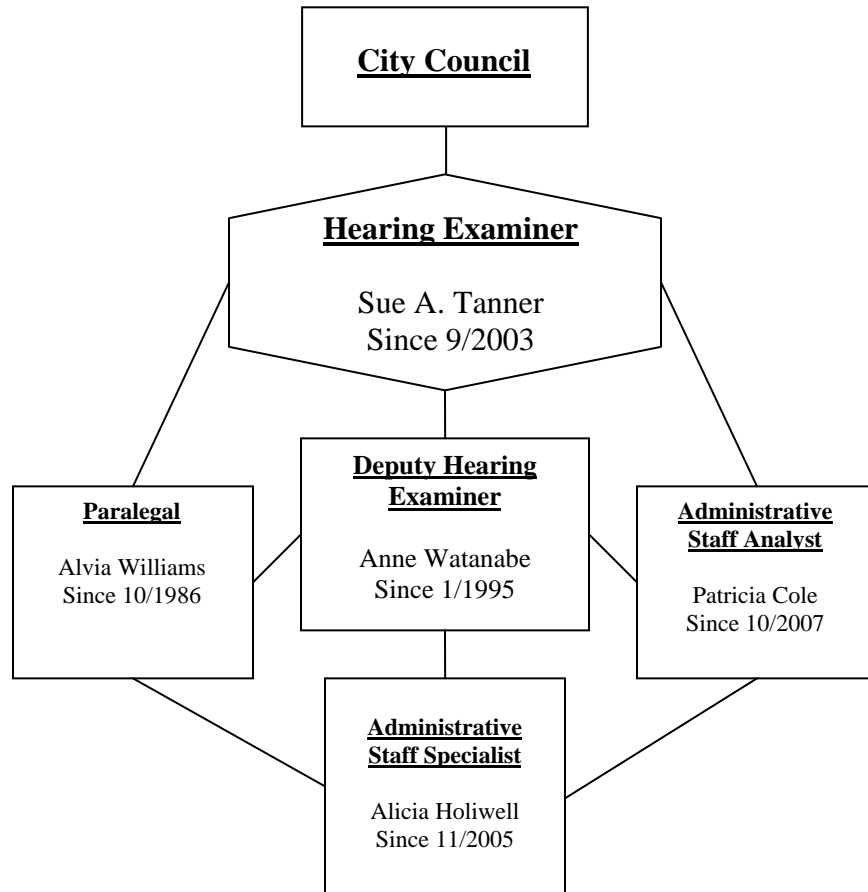 City Council
Hearing Examiner
Sue A. Tanner
Since 9/2003
Paralegal
Alvia Williams
Since 10/1986
Deputy Hearing
Examiner
Anne Watanabe
Since 1/1995
Administrative
Staff Analyst
Patricia Cole
Since 10/2007
Administrative
Staff Specialist
Alicia Holiwell
Since 11/2005